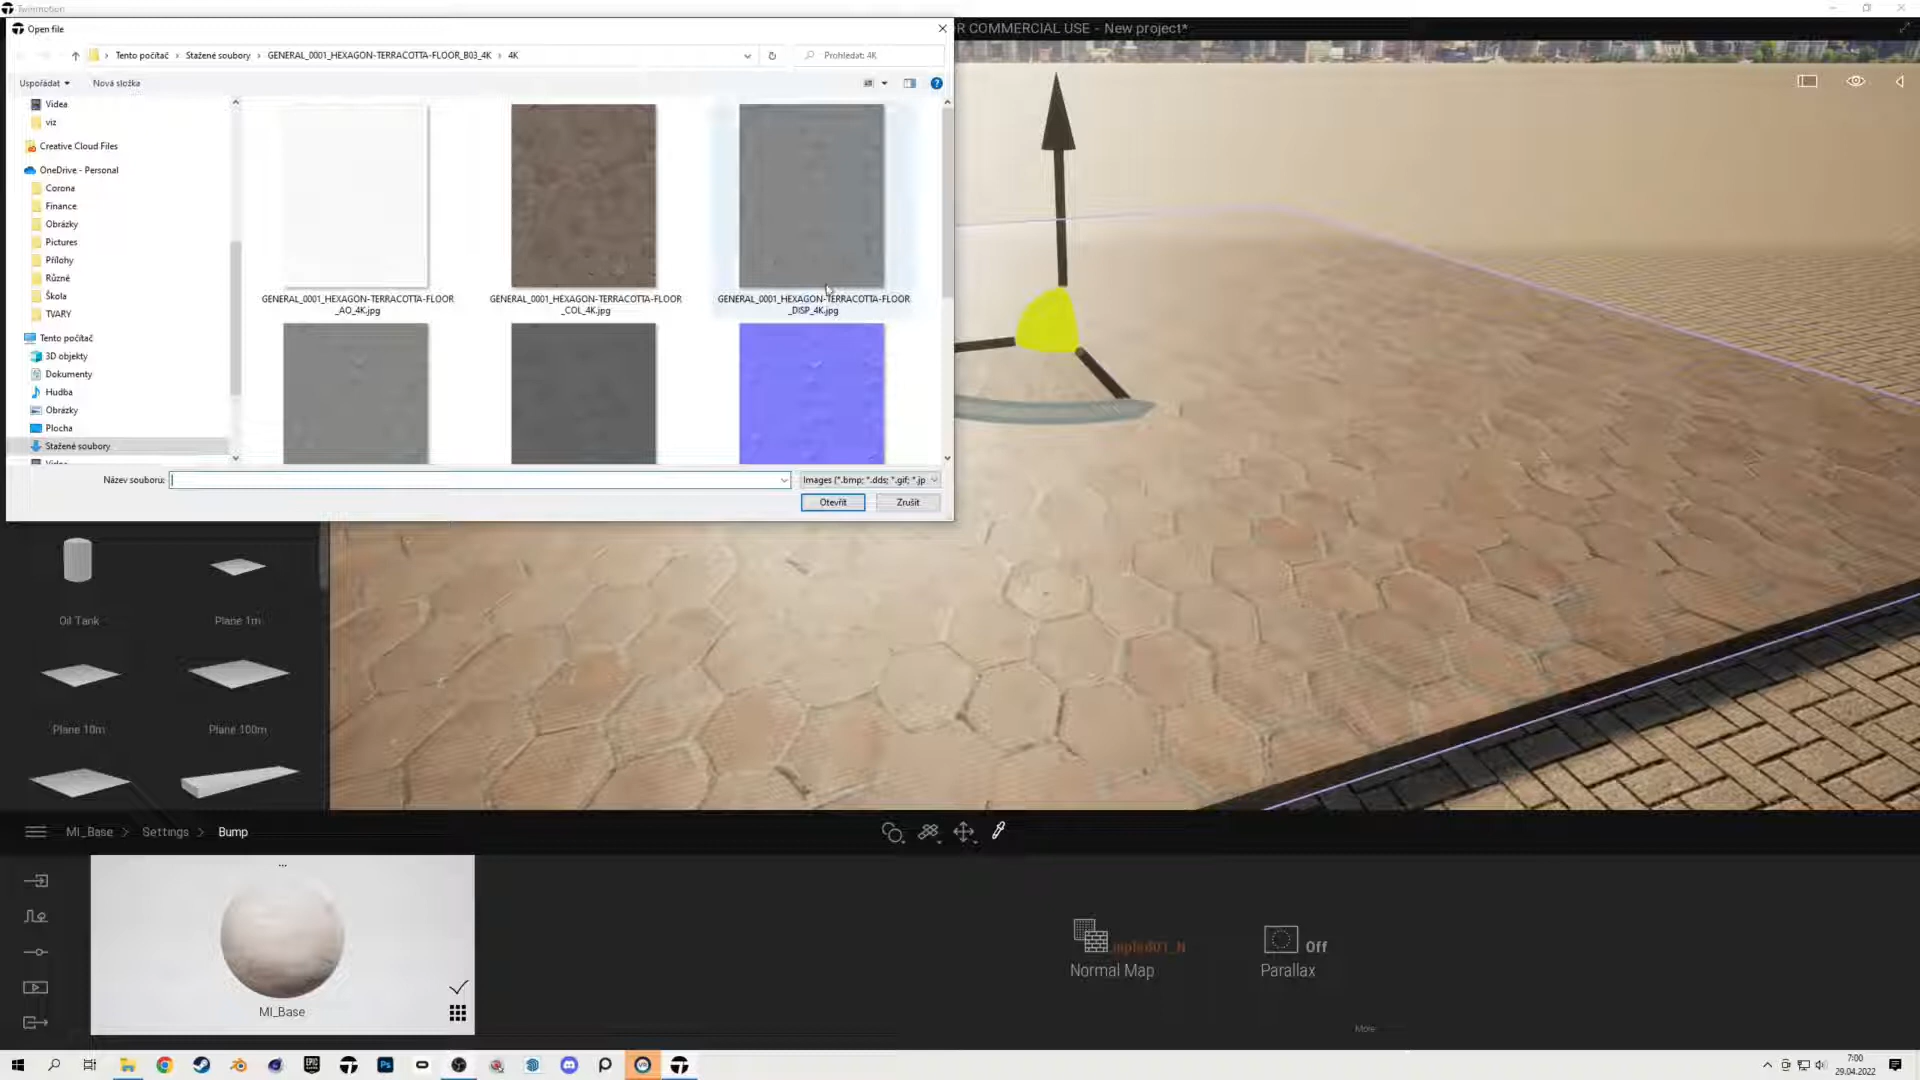 Twinmotion
Open file
R COMMERCIAL USE - New project*
Tento počítač > Stažené soubory > GENERAL_0001_HEXAGON-TERRACOTTA-FLOOR_B03_4K > 4K
Prohledat: 4K
Uspořádat
Nová složka
Videa
viz
Creative Cloud Files
OneDrive - Personal
Corona
Finance
Obrázky
Pictures
Přílohy
Různé
Škola
TVARY
Tento počítač
3D objekty
Dokumenty
Hudba
Obrázky
Plocha
Stažené soubory
Videa
GENERAL_0001_HEXAGON-TERRACOTTA-FLOOR
_AO_4K.jpg
GENERAL_0001_HEXAGON-TERRACOTTA-FLOOR
_COL_4K.jpg
GENERAL_0001_HEXAGON-TERRACOTTA-FLOOR
_DISP_4K.jpg
Název souboru:
Images (*.bmp; *.dds; *.gif; *.jp
Otevřít
Zrušit
Oil Tank
Plane 1m
Plane 10m
Plane 100m
MI_Base > Settings > Bump
...
MI_Base
Normal Map
Off
Parallax
More
7:00
29.04.2022